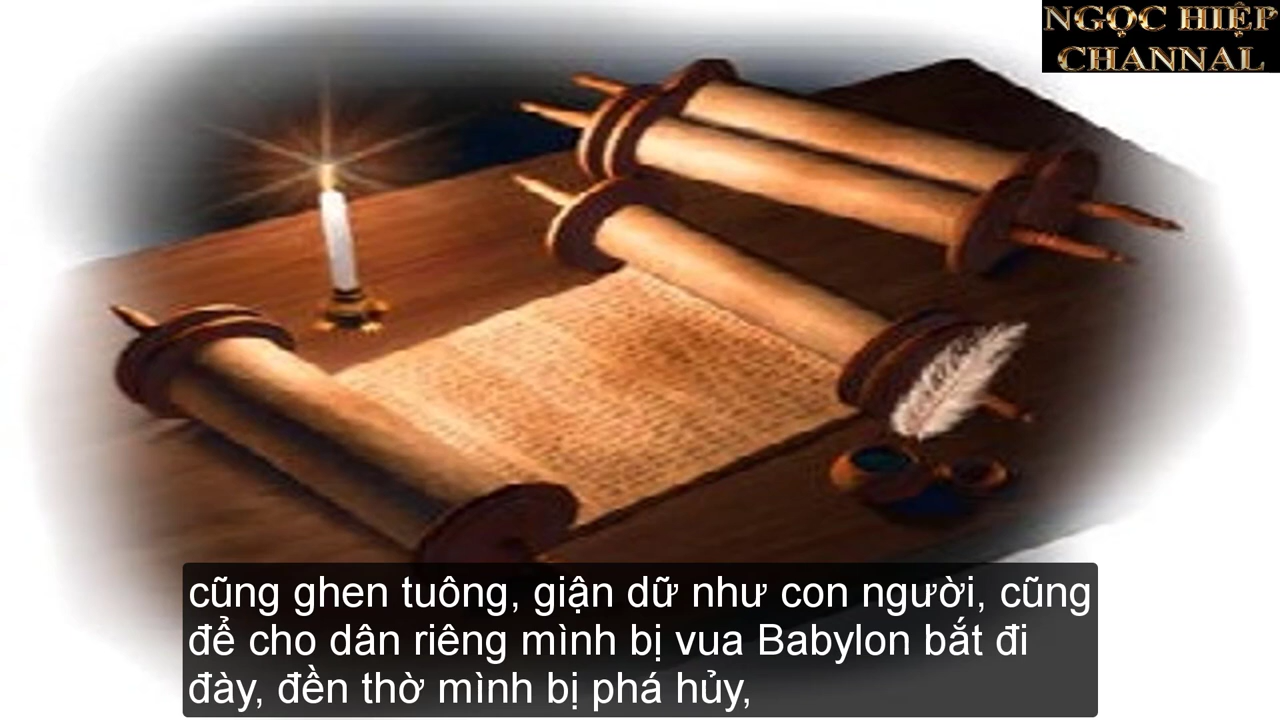 NGỌC HIỆP
CHANNAL
cũng ghen tuông, giận dữ như con người, cũng
để cho dân riêng mình bị vua Babylon bắt đi
đày, đền thờ mình bị phá hủy,